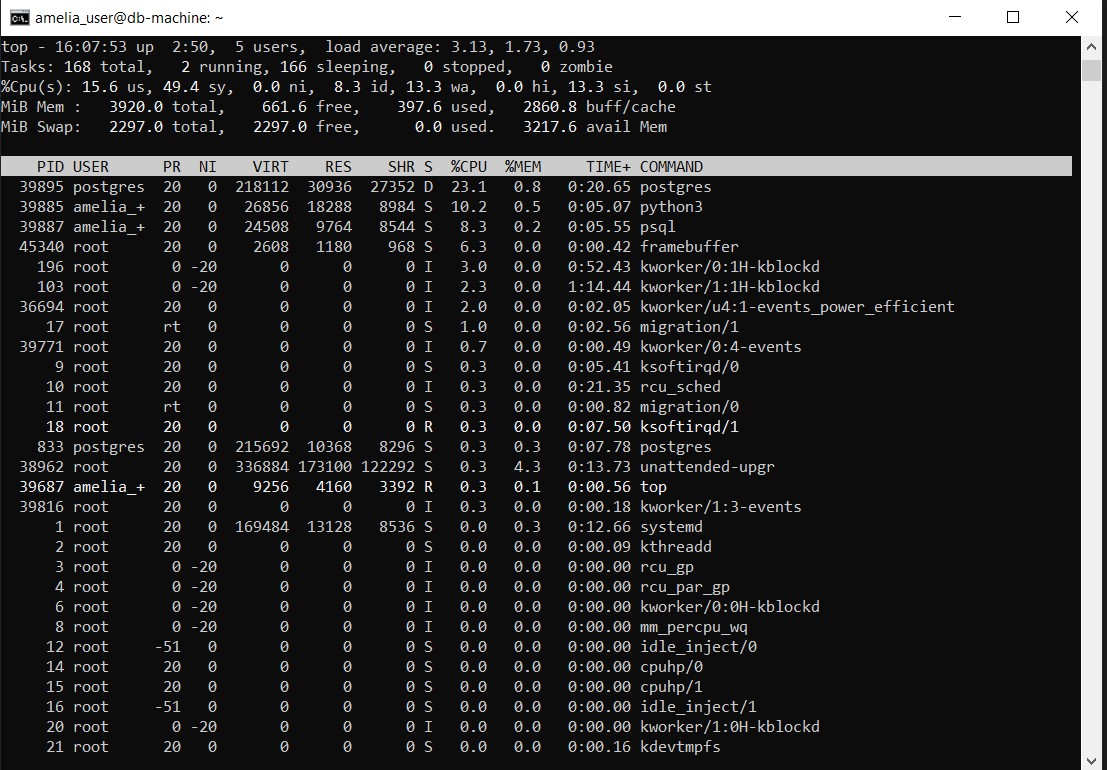 amelia_user@db-machine: ~
top - 16:07:53 up  2:50,  5 users,  load average: 3.13, 1.73, 0.93
Tasks: 168 total,   2 running, 166 sleeping,   0 stopped,   0 zombie
%Cpu(s): 15.6 us, 49.4 sy,  0.0 ni,  8.3 id, 13.3 wa,  0.0 hi, 13.3 si,  0.0 st
MiB Mem :   3920.0 total,    661.6 free,    397.6 used,   2860.8 buff/cache
MiB Swap:   2297.0 total,   2297.0 free,      0.0 used.   3217.6 avail Mem
    PID USER      PR  NI    VIRT    RES    SHR S  %CPU  %MEM     TIME+ COMMAND
  39895 postgres  20   0  218112  30936  27352 D  23.1   0.8   0:20.65 postgres
  39885 amelia_+  20   0   26856  18288   8984 S  10.2   0.5   0:05.07 python3
  39887 amelia_+  20   0   24508   9764   8544 S   8.3   0.2   0:05.55 psql
  45340 root      20   0    2608   1180    968 S   6.3   0.0   0:00.42 framebuffer
    196 root       0 -20       0      0      0 I   3.0   0.0   0:52.43 kworker/0:1H-kblockd
    103 root       0 -20       0      0      0 I   2.3   0.0   1:14.44 kworker/1:1H-kblockd
  36694 root      20   0       0      0      0 I   2.0   0.0   0:02.05 kworker/u4:1-events_power_efficient
     17 root      rt   0       0      0      0 S   1.0   0.0   0:02.56 migration/1
  39771 root      20   0       0      0      0 I   0.7   0.0   0:00.49 kworker/0:4-events
      9 root      20   0       0      0      0 S   0.3   0.0   0:05.41 ksoftirqd/0
     10 root      20   0       0      0      0 I   0.3   0.0   0:21.35 rcu_sched
     11 root      rt   0       0      0      0 S   0.3   0.0   0:00.82 migration/0
     18 root      20   0       0      0      0 R   0.3   0.0   0:07.50 ksoftirqd/1
    833 postgres  20   0  215692  10368   8296 S   0.3   0.3   0:07.78 postgres
  38962 root      20   0  336884 173100 122292 S   0.3   4.3   0:13.73 unattended-upgr
  39687 amelia_+  20   0    9256   4160   3392 R   0.3   0.1   0:00.56 top
  39816 root      20   0       0      0      0 I   0.3   0.0   0:00.18 kworker/1:3-events
      1 root      20   0  169484  13128   8536 S   0.0   0.3   0:12.66 systemd
      2 root      20   0       0      0      0 S   0.0   0.0   0:00.09 kthreadd
      3 root       0 -20       0      0      0 I   0.0   0.0   0:00.00 rcu_gp
      4 root       0 -20       0      0      0 I   0.0   0.0   0:00.00 rcu_par_gp
      6 root       0 -20       0      0      0 I   0.0   0.0   0:00.00 kworker/0:0H-kblockd
      8 root       0 -20       0      0      0 I   0.0   0.0   0:00.00 mm_percpu_wq
     12 root     -51   0       0      0      0 S   0.0   0.0   0:00.00 idle_inject/0
     14 root      20   0       0      0      0 S   0.0   0.0   0:00.00 cpuhp/0
     15 root      20   0       0      0      0 S   0.0   0.0   0:00.00 cpuhp/1
     16 root     -51   0       0      0      0 S   0.0   0.0   0:00.00 idle_inject/1
     20 root       0 -20       0      0      0 I   0.0   0.0   0:00.00 kworker/1:0H-kblockd
     21 root      20   0       0      0      0 S   0.0   0.0   0:00.16 kdevtmpfs